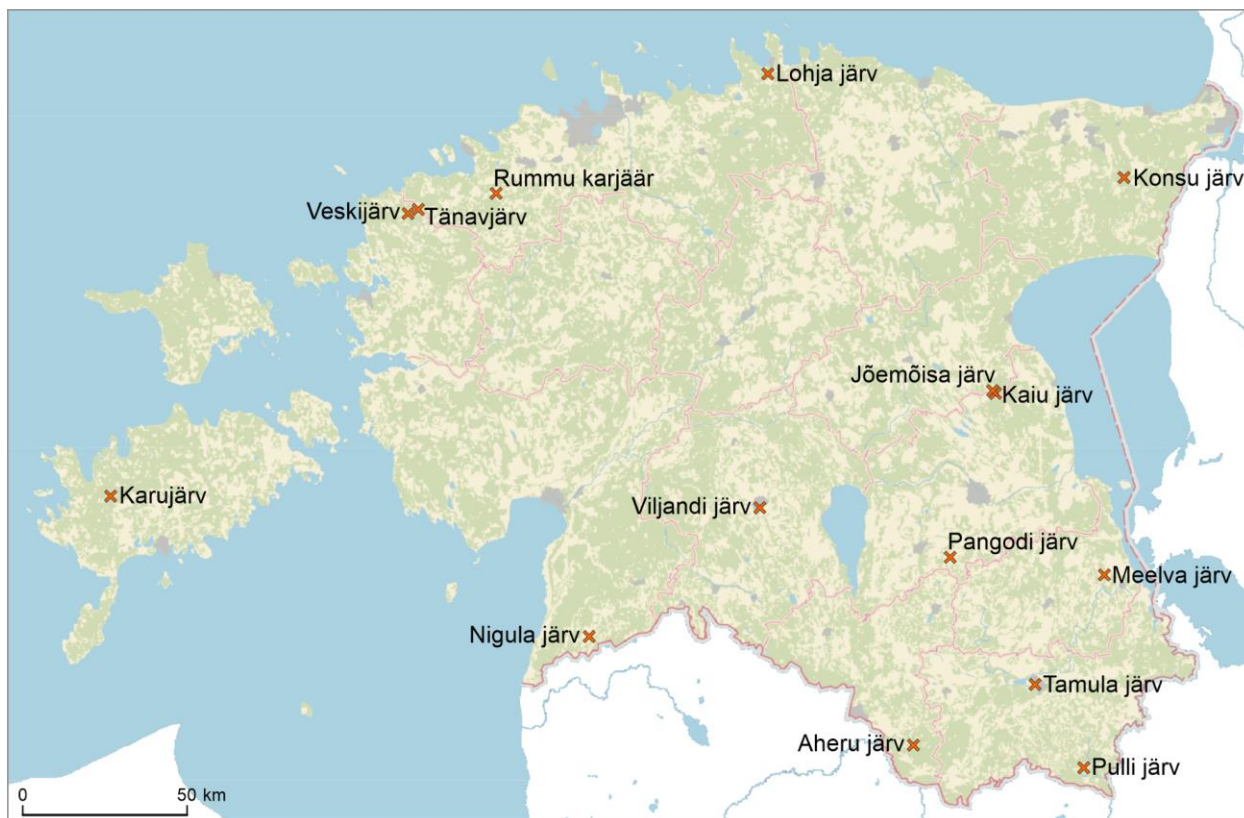 Lohja järv
Konsu järv
Rummu karjäär
Veskijärv
Tänavjärv
Jõemõisa järv
Kaiu järv
Karujärv
Viljandi järv
Pangodi järv
Meelva järv
Nigula järv
Tamula järv
Aheru järv
Pulli järv
0 50 km